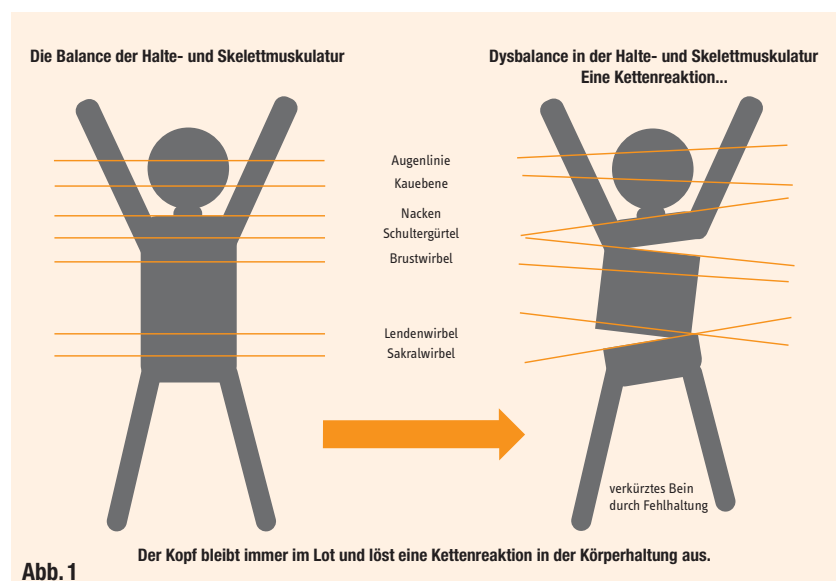 Die Balance der Halte- und Skelettmuskulatur
Dysbalance in der Halte- und Skelettmuskulatur
Eine Kettenreaktion...
Augenlinie
Kauebene
Nacken
Schultergürtel
Brustwirbel
Lendenwirbel
Sakralwirbel
verkürztes Bein
durch Fehlhaltung
Der Kopf bleibt immer im Lot und löst eine Kettenreaktion in der Körperhaltung aus.
Abb. 1